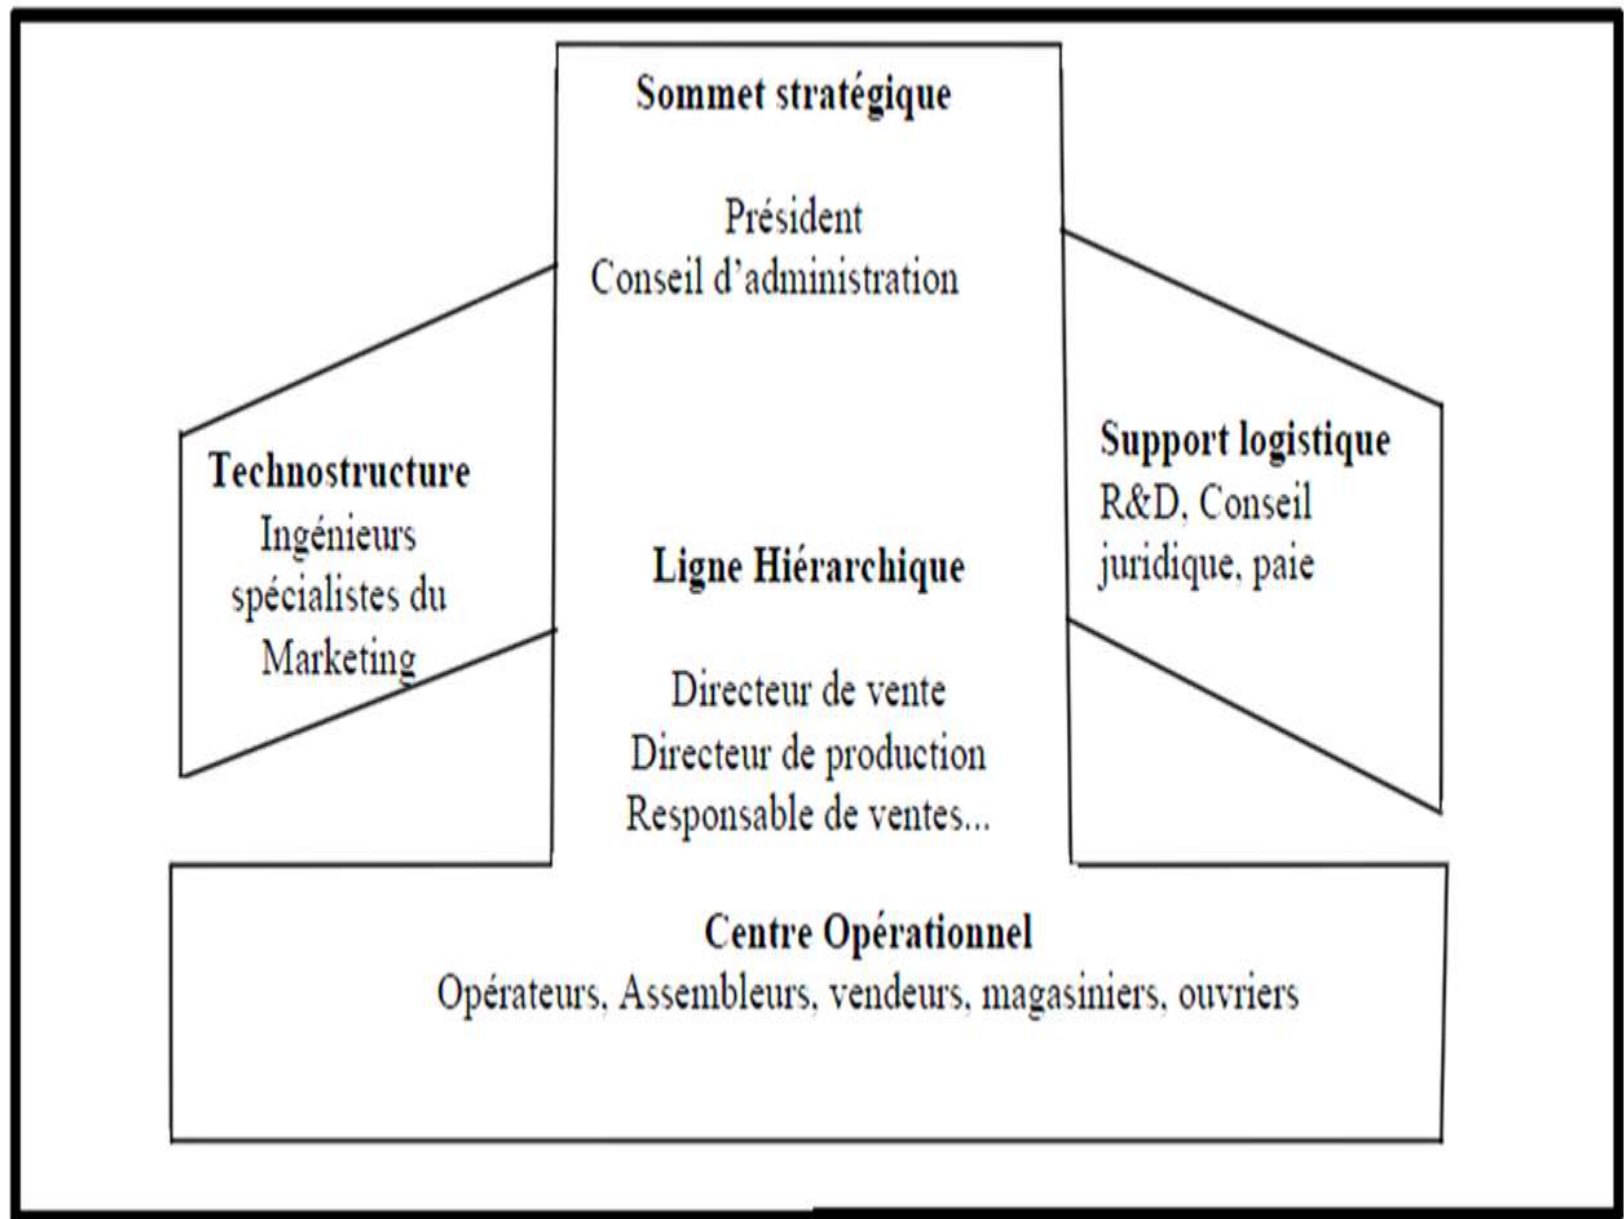 Sommet stratégique
Président
Conseil d'administration
Technostructure
Ingénieurs
spécialistes du
Marketing
Support logistique
R&D, Conseil
juridique, paie
Ligne Hiérarchique
Directeur de vente
Directeur de production
Responsable de ventes...
Centre Opérationnel
Opérateurs, Assembleurs, vendeurs, magasiniers, ouvriers